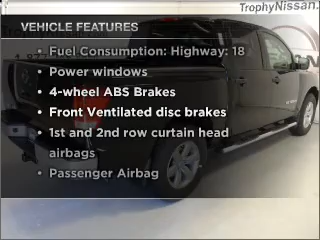 TrophyNissan.
VEHICLE FEATURES
• Fuel Consumption: Highway: 18
• Power windows
• 4-wheel ABS Brakes
• Front Ventilated disc brakes
• 1st and 2nd row curtain head
airbags
• Passenger Airbag